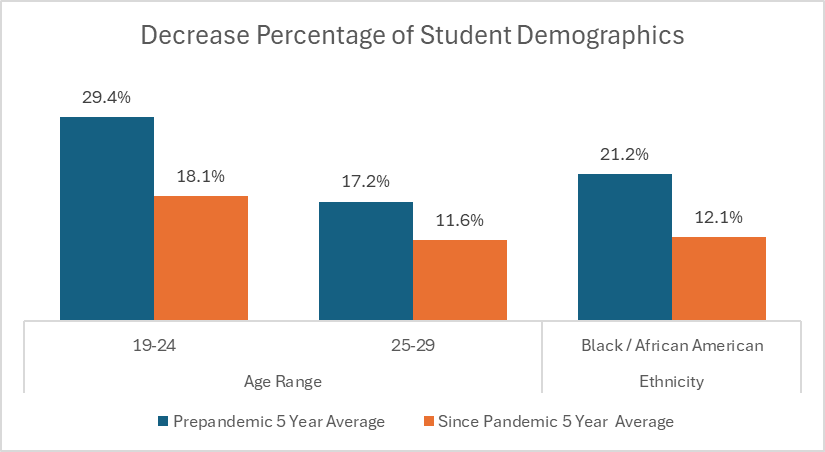 Decrease Percentage of Student Demographics
29.4%
18.1%
17.2%
11.6%
21.2%
12.1%
19-24
25-29
Black / African American
Age Range
Ethnicity
Prepandemic 5 Year Average
Since Pandemic 5 Year  Average